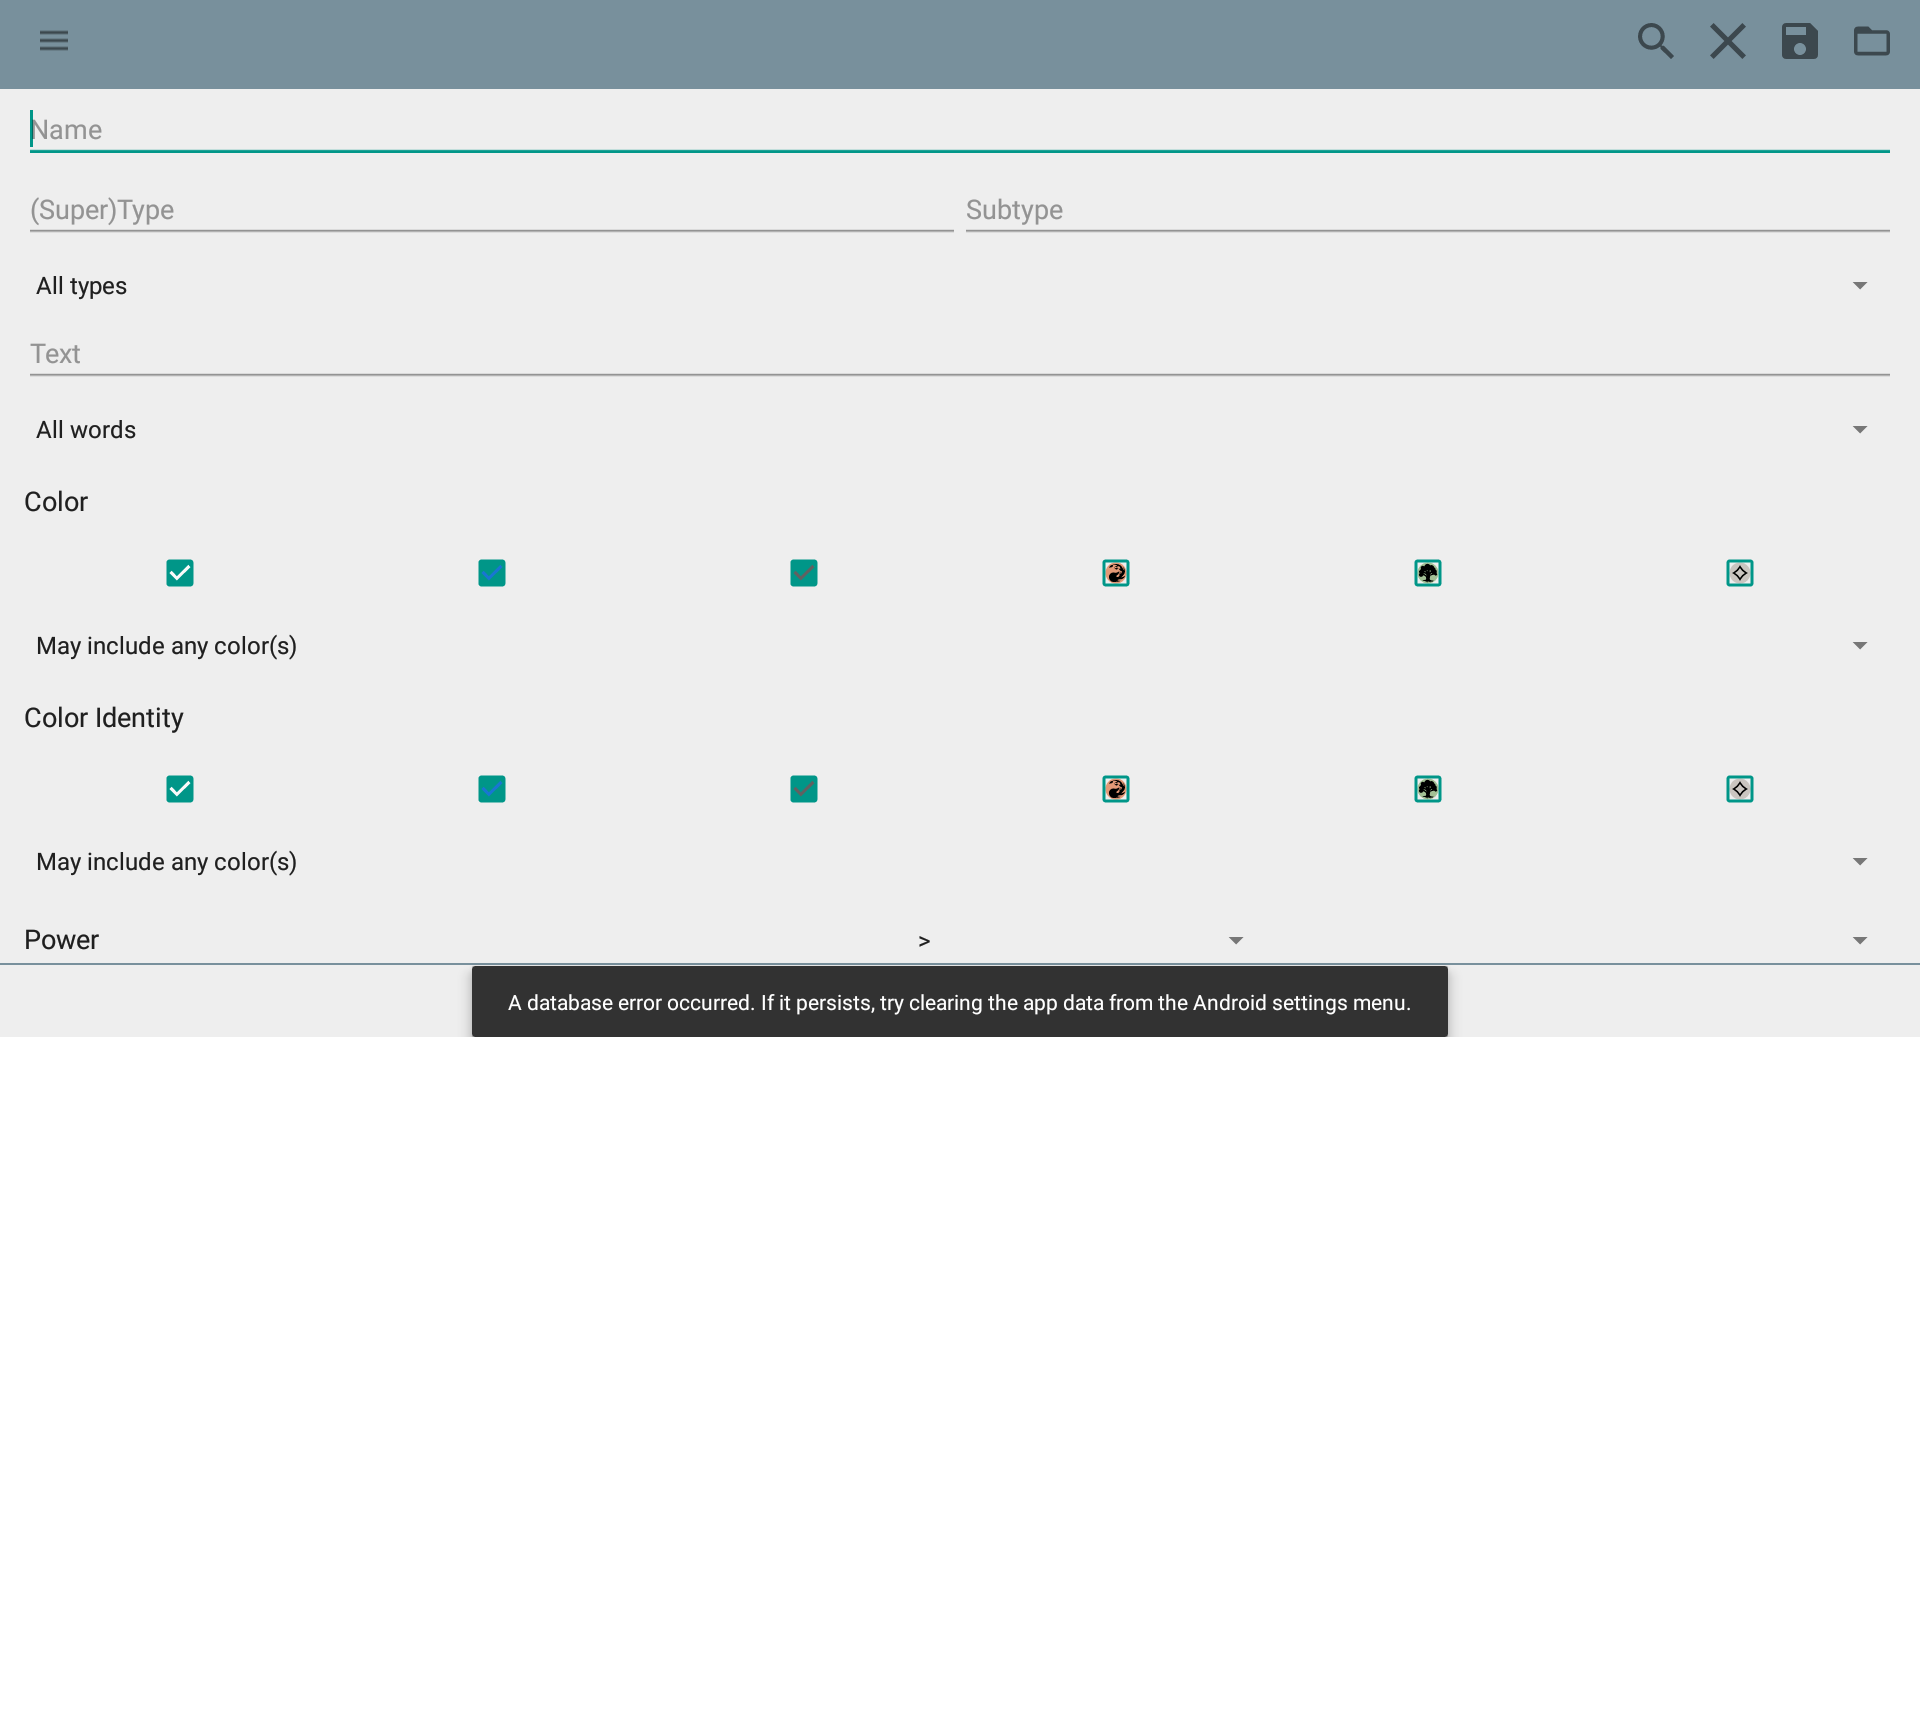 Name
(Super)Type Subtype
All types
Text
All words
Color
May include any color(s)
Color Identity
May include any color(s)
Power >
A database error occurred. If it persists, try clearing the app data from the Android settings menu.